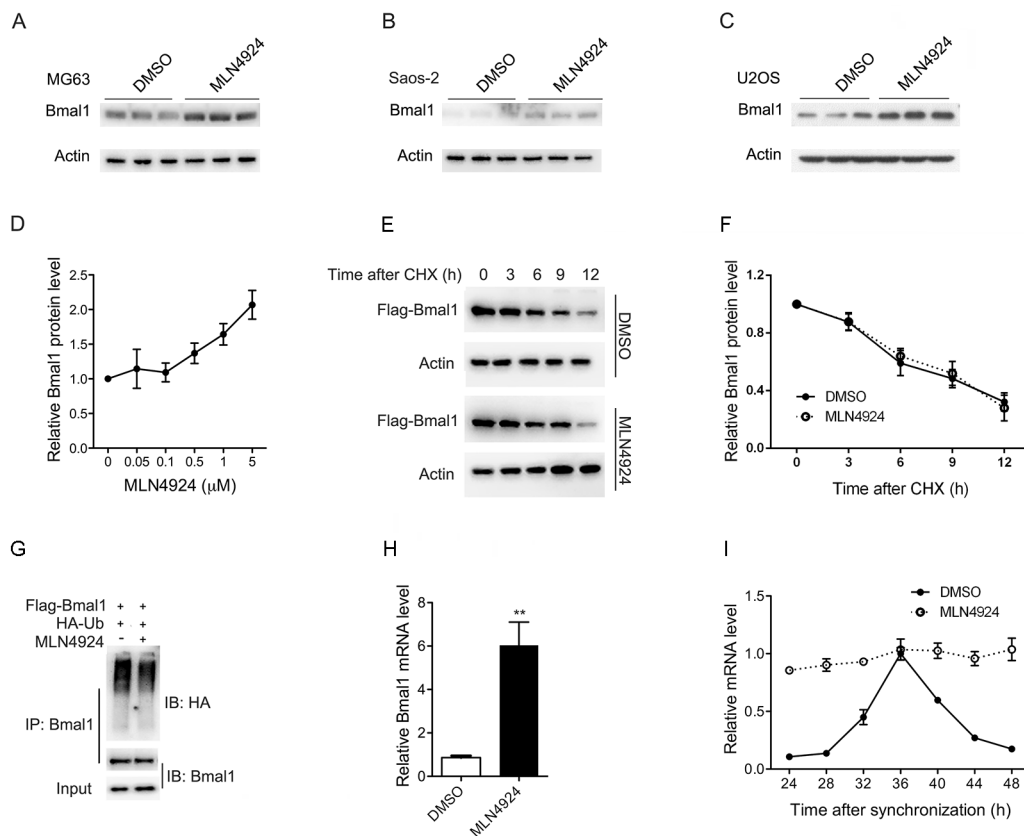 A
B
C
MG63
DMSO
MLN4924
Bmal1
Actin
Saos-2
DMSO
MLN4924
Bmal1
Actin
U2OS
DMSO
MLN4924
Bmal1
Actin
D
Relative Bmal1 protein level
2.5
2.0
1.5
1.0
0.5
0.0
0 0.05 0.1 0.5 1 5
MLN4924 (μM)
E
Time after CHX (h) 0 3 6 9 12
Flag-Bmal1
Actin
DMSO
Flag-Bmal1
Actin
MLN4924
F
Relative Bmal1 protein level
1.2
0.8
0.4
0.0
DMSO
MLN4924
0 3 6 9 12
Time after CHX (h)
G
Flag-Bmal1 + +
HA-Ub + +
MLN4924 - +
IP: Bmal1
IB: HA
IB: Bmal1
Input
H
Relative Bmal1 mRNA level
8
6
4
2
0
**
DMSO
MLN4924
I
Relative mRNA level
1.5
1.0
0.5
0.0
DMSO
MLN4924
24 28 32 36 40 44 48
Time after synchronization (h)